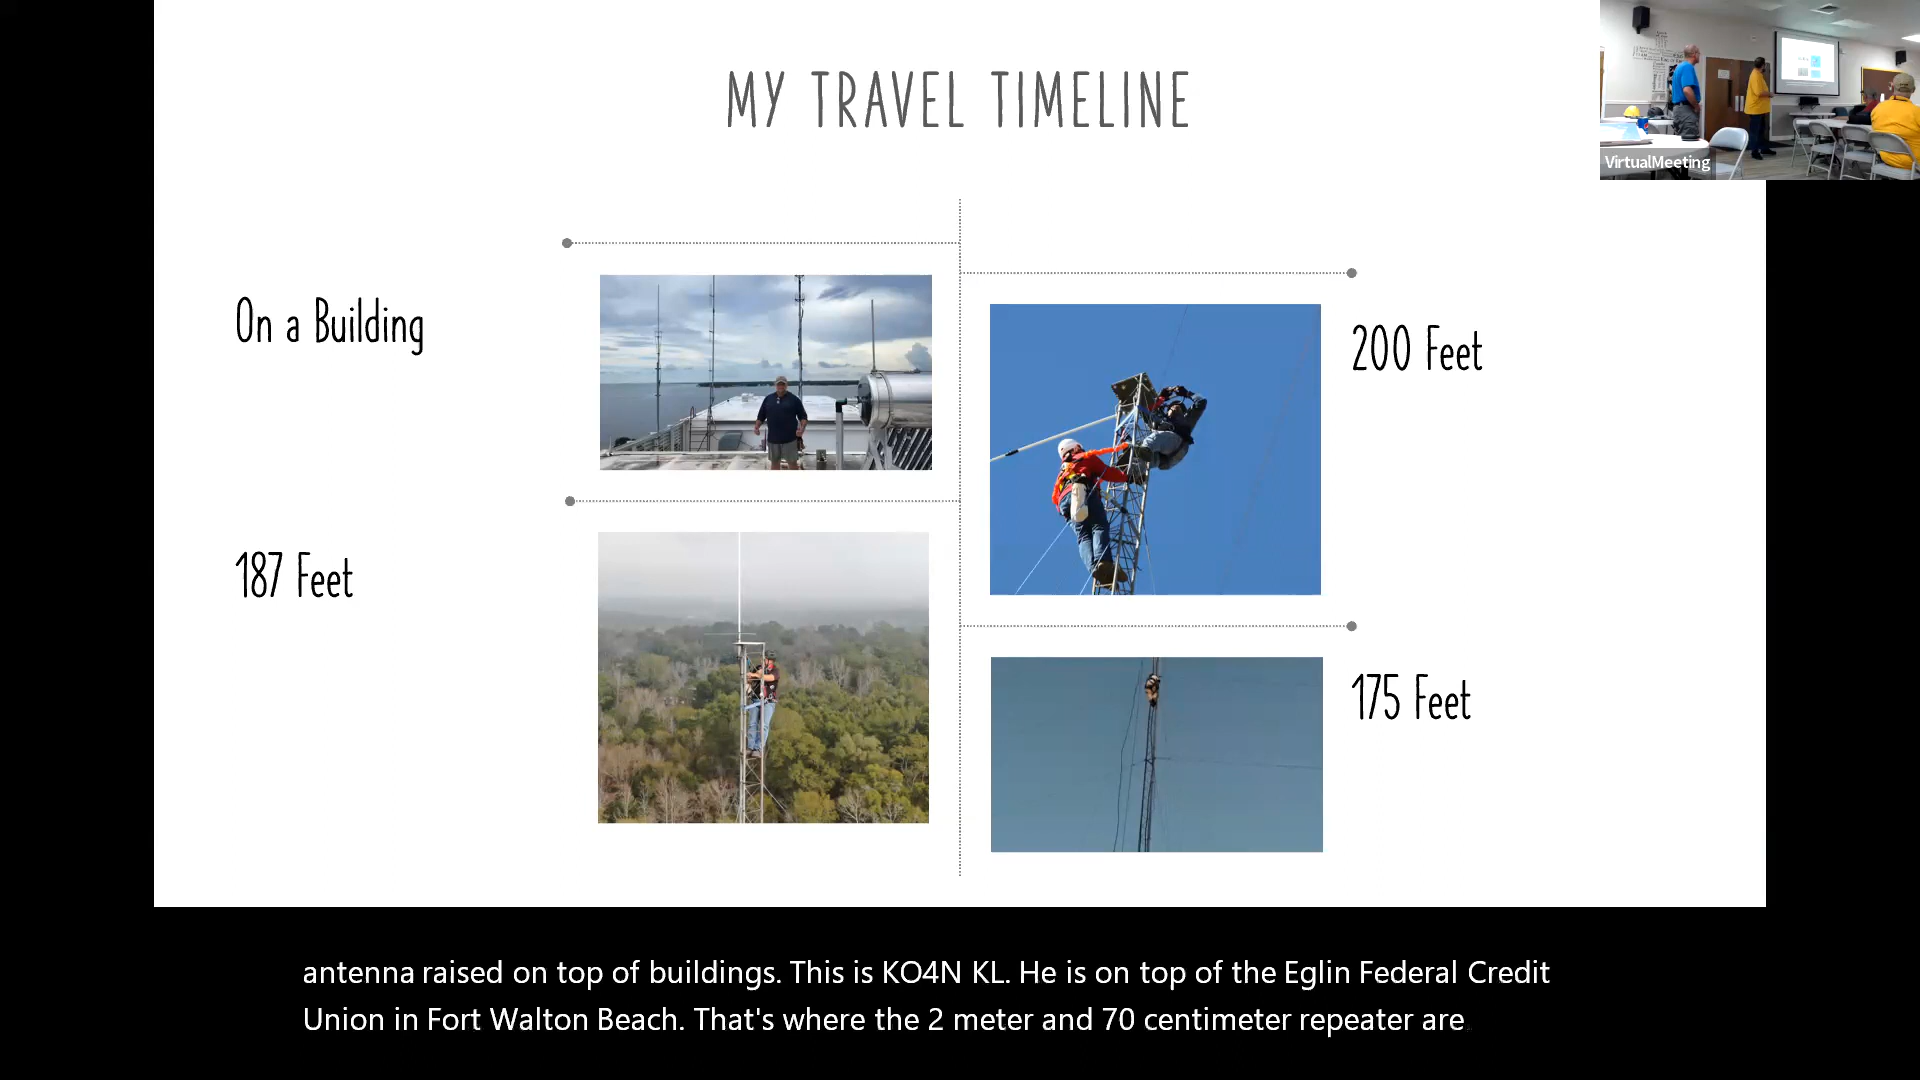 MY TRAVEL TIMELINE
VirtualMeeting
On a Building
200 Feet
187 Feet
175 Feet
antenna raised on top of buildings. This is KO4N KL. He is on top of the Eglin Federal Credit
Union in Fort Walton Beach. That's where the 2 meter and 70 centimeter repeater are